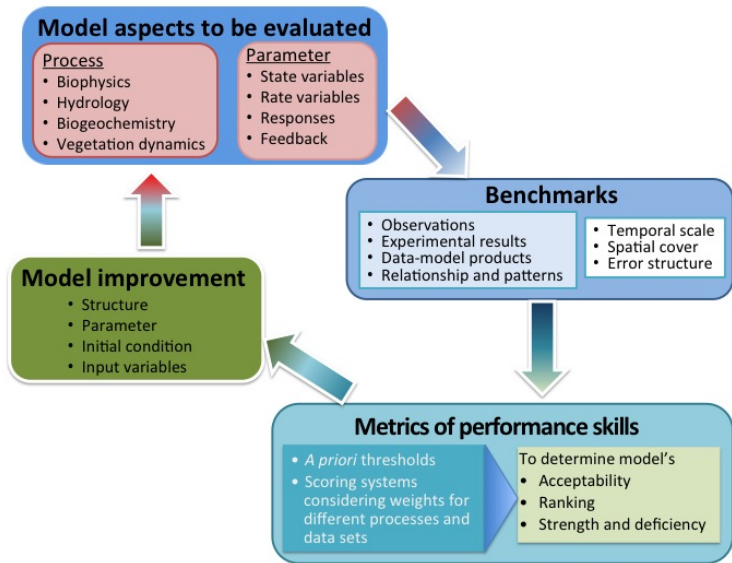 Model aspects to be evaluated
Process
• Biophysics
• Hydrology
• Biogeochemistry
• Vegetation dynamics
Parameter
• State variables
• Rate variables
• Responses
• Feedback
Benchmarks
• Observations
• Experimental results
• Data-model products
• Relationship and patterns
• Temporal scale
• Spatial cover
• Error structure
Metrics of performance skills
• A priori thresholds
• Scoring systems
considering weights for
different processes and
data sets
To determine model's
• Acceptability
• Ranking
• Strength and deficiency
Model improvement
• Structure
• Parameter
• Initial condition
• Input variables